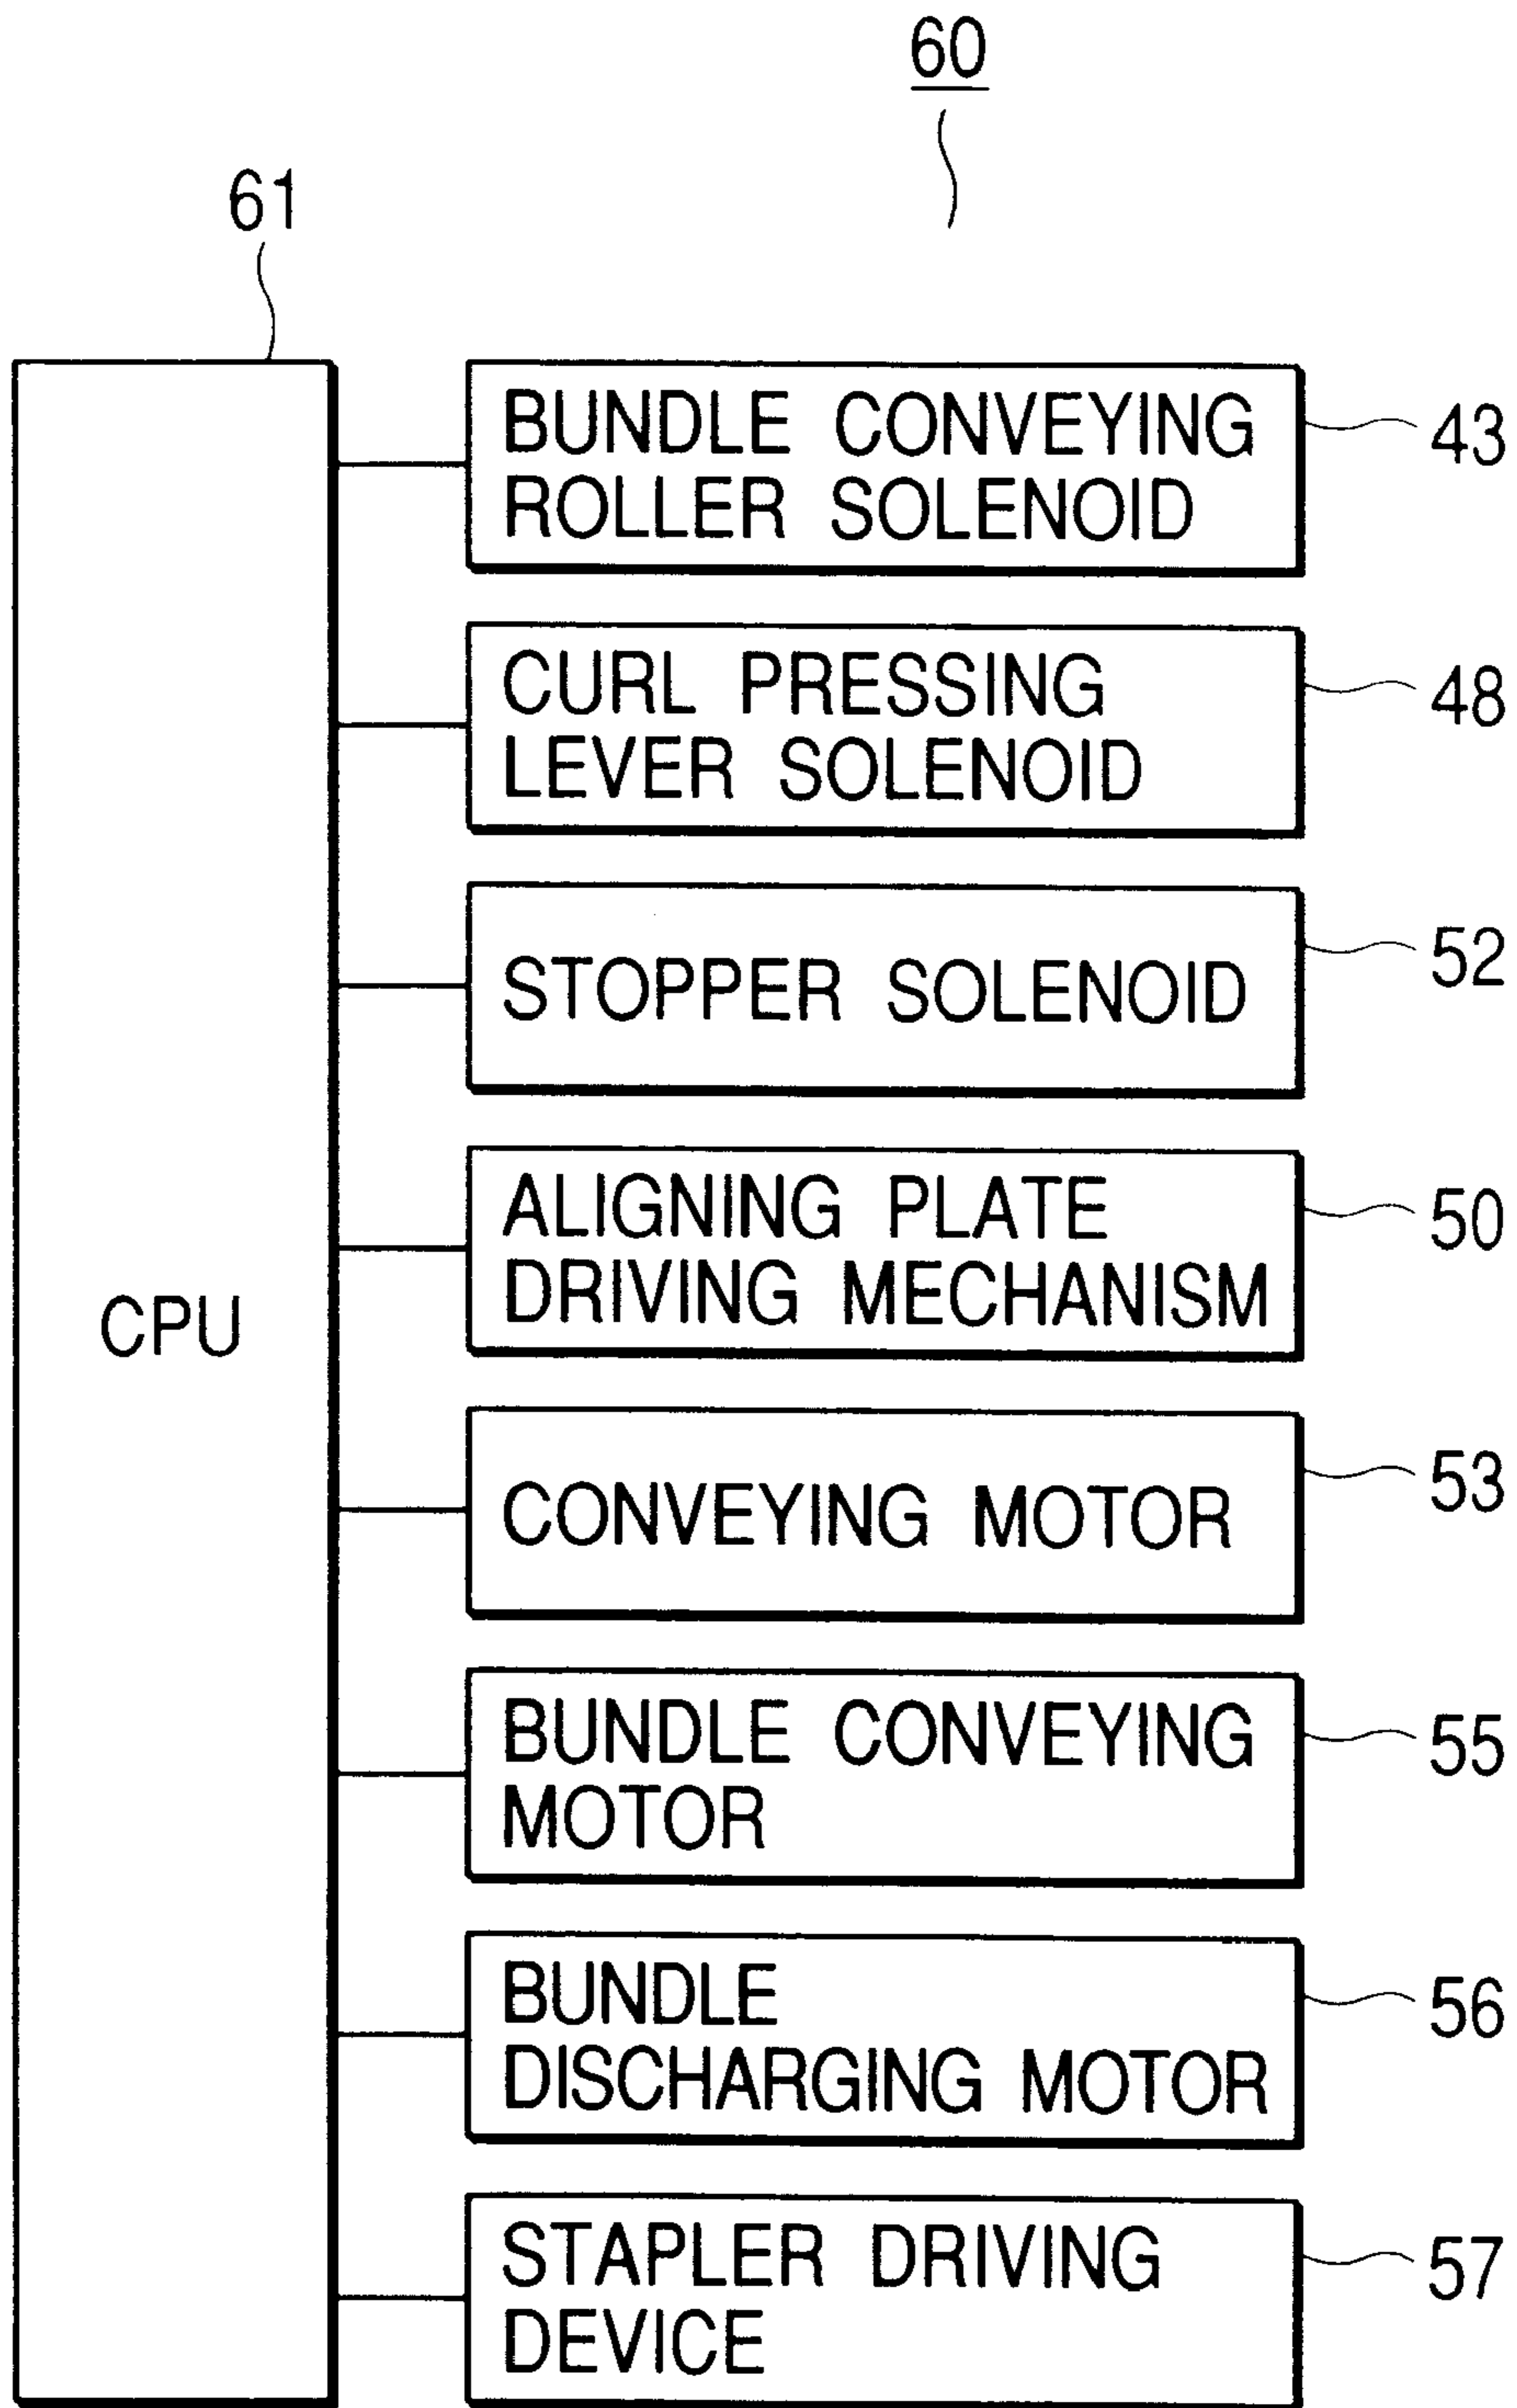 60
61
BUNDLE CONVEYING
ROLLER SOLENOID
43
CURL PRESSING
LEVER SOLENOID
48
STOPPER SOLENOID
52
ALIGNING PLATE
DRIVING MECHANISM
50
CPU
CONVEYING MOTOR
53
BUNDLE CONVEYING
MOTOR
55
BUNDLE
DISCHARGING MOTOR
56
STAPLER DRIVING
DEVICE
57